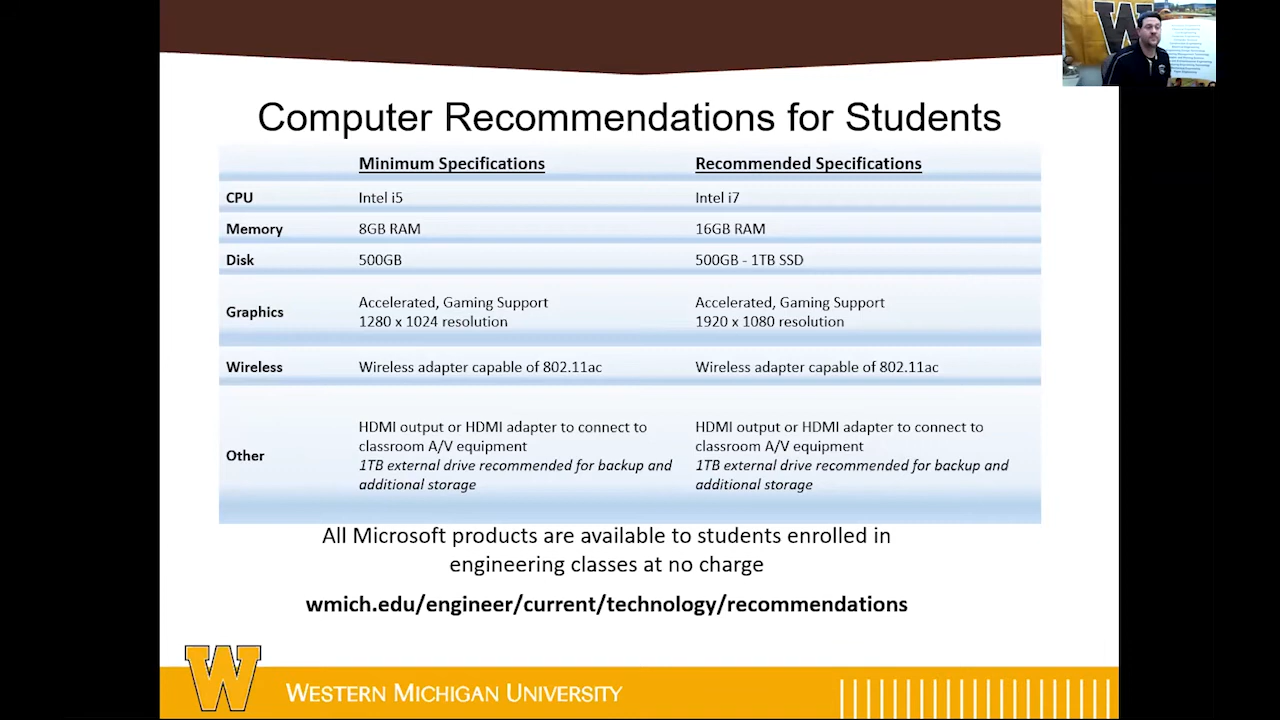 W
Computer Recommendations for Students
Minimum Specifications Recommended Specifications
CPU Intel i5 Intel i7
Memory 8GB RAM 16GB RAM
Disk 500GB 500GB - 1TB SSD
Graphics
Accelerated, Gaming Support
1280 x 1024 resolution
Accelerated, Gaming Support
1920 x 1080 resolution
Wireless Wireless adapter capable of 802.11ac Wireless adapter capable of 802.11ac
Other
HDMI output or HDMI adapter to connect to
classroom A/V equipment
1TB external drive recommended for backup and
additional storage
HDMI output or HDMI adapter to connect to
classroom A/V equipment
1TB external drive recommended for backup and
additional storage
All Microsoft products are available to students enrolled in
engineering classes at no charge
wmich.edu/engineer/current/technology/recommendations
W
WESTERN MICHIGAN UNIVERSITY